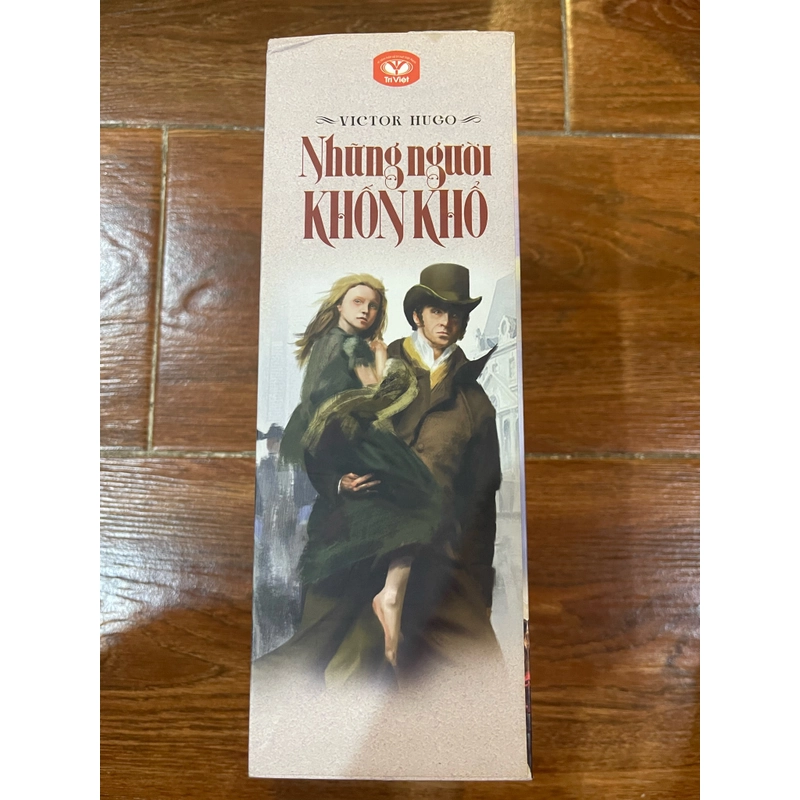 Trí Việt
VICTOR HUGO
Những người
KHỐN KHỔ